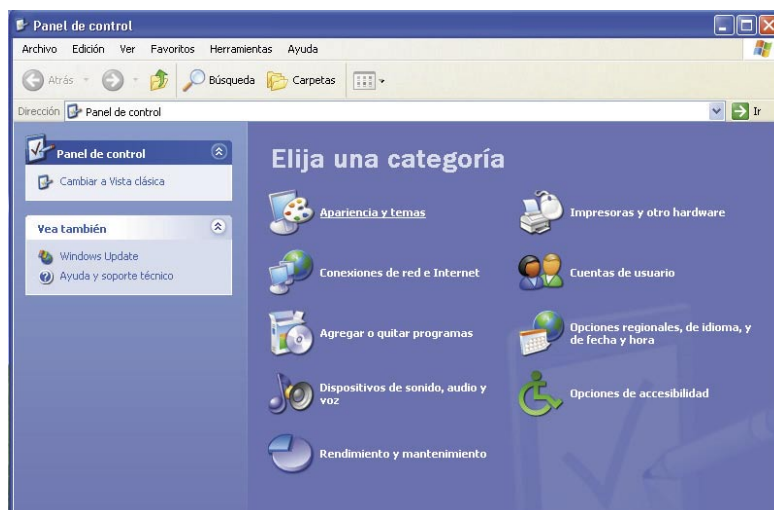 Panel de control
Archivo Edición Ver Favoritos Herramientas Ayuda
Atrás Búsqueda Carpetas
Dirección Panel de control Ir
Panel de control
Cambiar a Vista clásica
Vea también
Windows Update
Ayuda y soporte técnico
Elija una categoría
Apariencia y temas
Impresoras y otro hardware
Conexiones de red e Internet
Cuentas de usuario
Agregar o quitar programas
Opciones regionales, de idioma, y
de fecha y hora
Dispositivos de sonido, audio y
voz
Opciones de accesibilidad
Rendimiento y mantenimiento